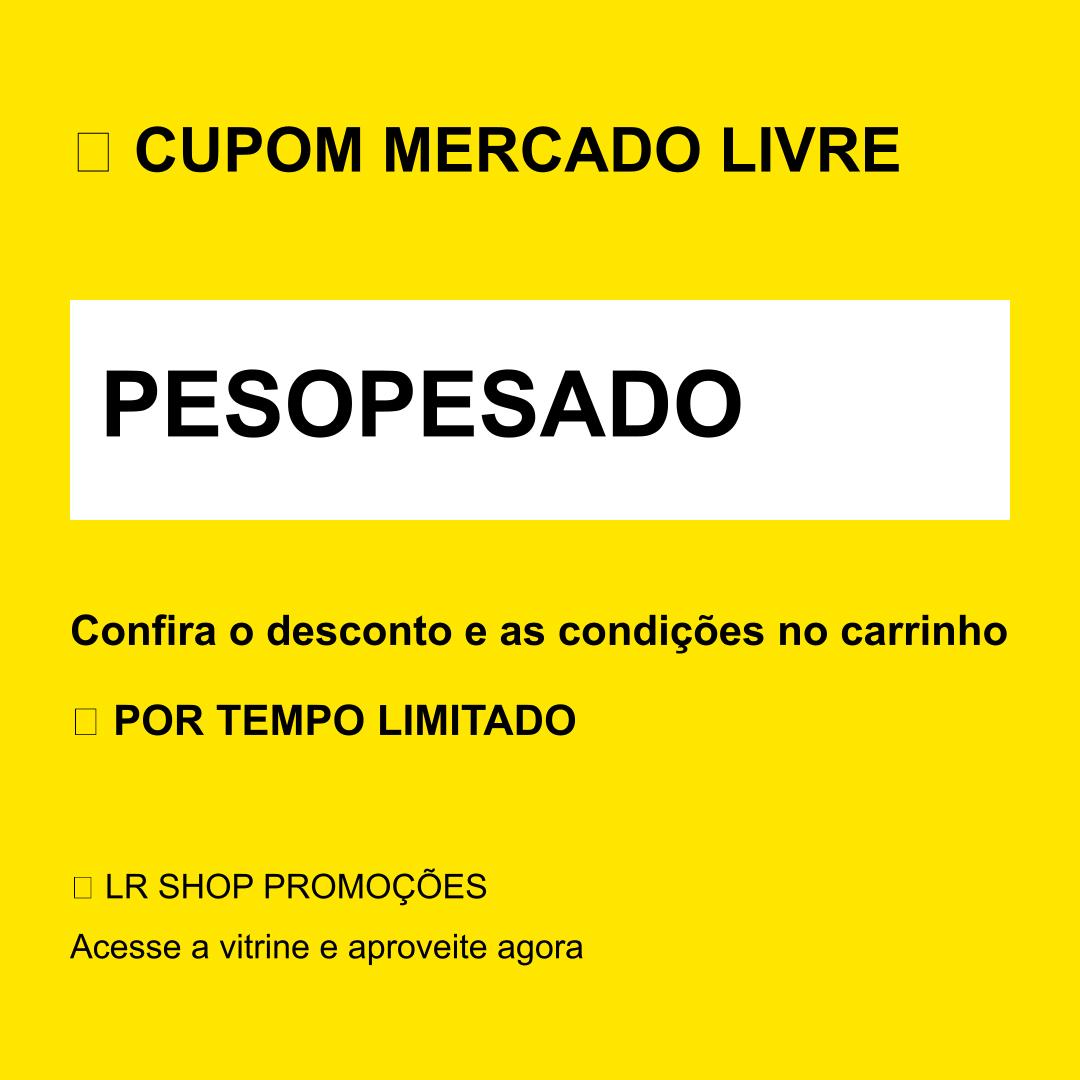 CUPOM MERCADO LIVRE
PESOPESADO
Confira o desconto e as condições no carrinho
POR TEMPO LIMITADO
LR SHOP PROMOÇÕES
Acesse a vitrine e aproveite agora